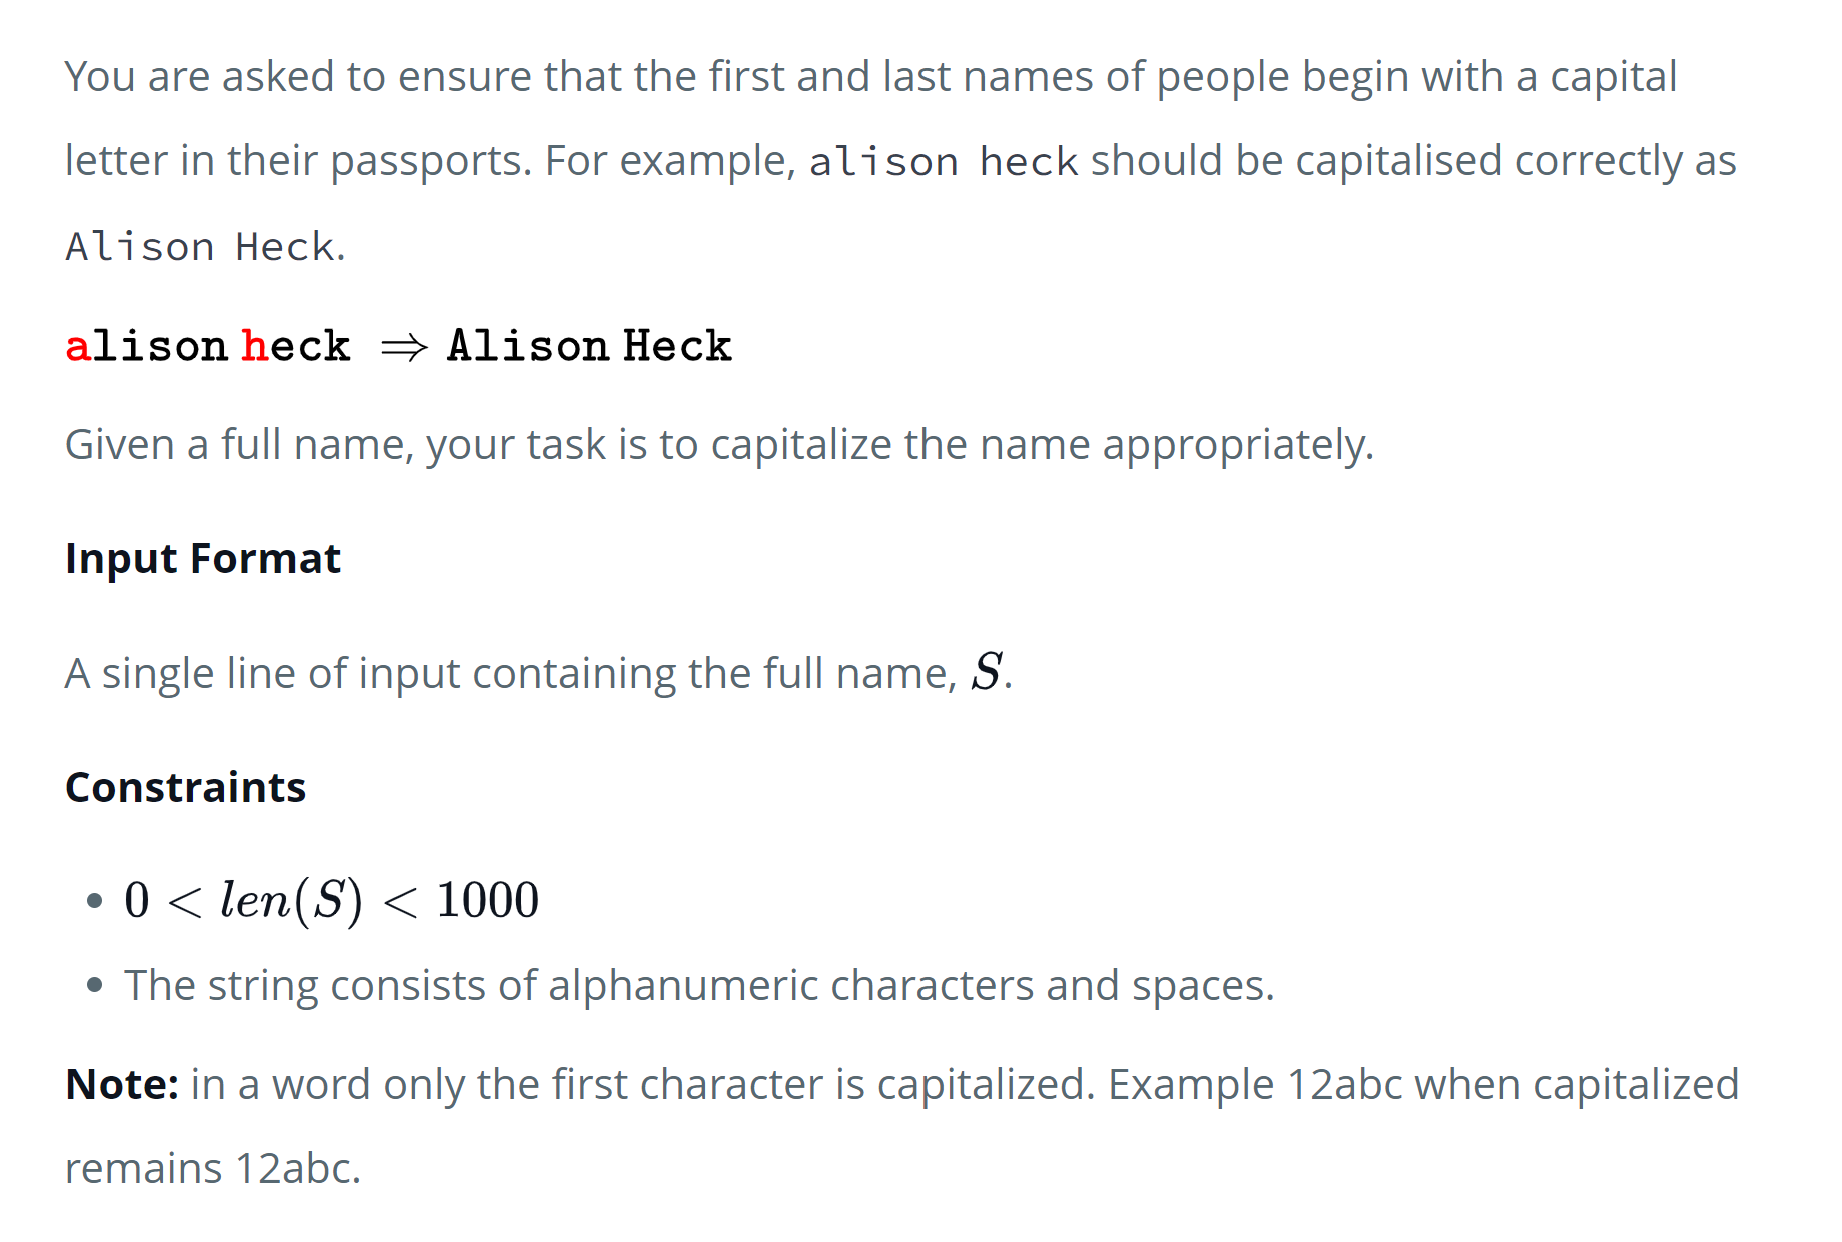 You are asked to ensure that the first and last names of people begin with a capital
letter in their passports. For example, alison heck should be capitalised correctly as
Alison Heck.
alison heck ⇒ Alison Heck
Given a full name, your task is to capitalize the name appropriately.
Input Format
A single line of input containing the full name, S.
Constraints
• 0 < len(S) < 1000
• The string consists of alphanumeric characters and spaces.
Note: in a word only the first character is capitalized. Example 12abc when capitalized
remains 12abc.